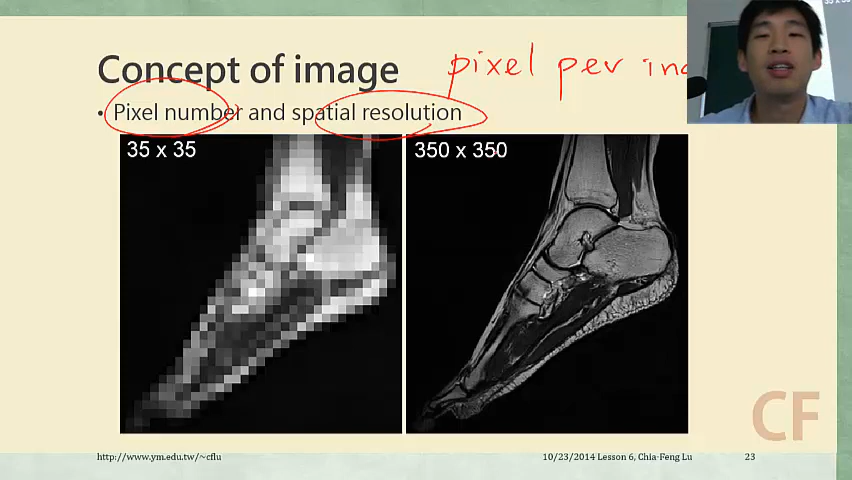 Concept of image
pixel per inc
• Pixel number and spatial resolution
35 x 35
350 x 350
CF
http://www.ym.edu.tw/~cflu
10/23/2014 Lesson 6, Chia-Feng Lu
23